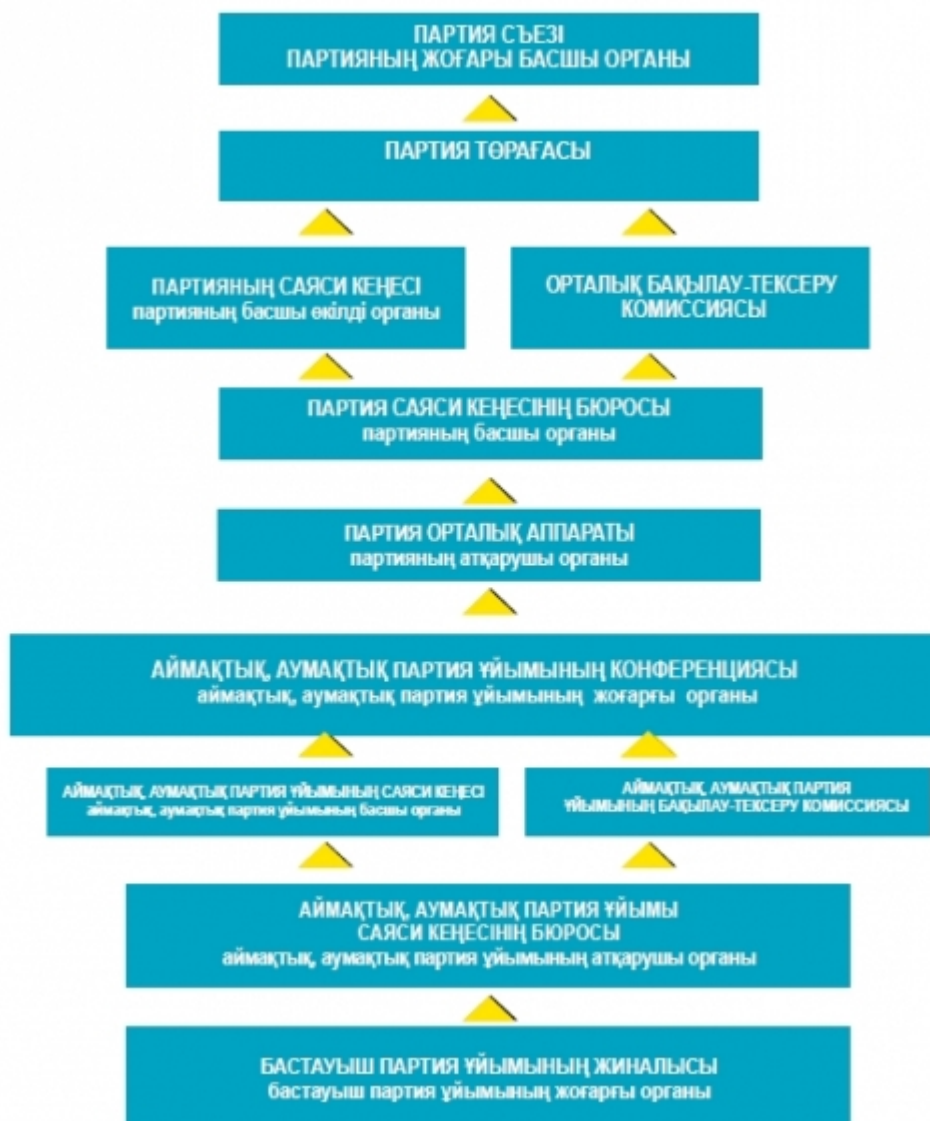 ПАРТИЯ СЪЕЗІ
ПАРТИЯНЫҢ ЖОҒАРЫ БАСШЫ ОРГАНЫ
ПАРТИЯ ТӨРАҒАСЫ
ПАРТИЯНЫҢ САЯСИ КЕҢЕСІ
партияның басшы өкілді органы
ОРТАЛЫҚ БАҚЫЛАУ-ТЕКСЕРУ
КОМИССИЯСЫ
ПАРТИЯ САЯСИ КЕҢЕСІНІҢ БЮРОСЫ
партияның басшы органы
ПАРТИЯ ОРТАЛЫҚ АППАРАТЫ
партияның атқарушы органы
АЙМАҚТЫҚ, АУМАҚТЫҚ ПАРТИЯ ҰЙЫМЫНЫҢ КОНФЕРЕНЦИЯСЫ
аймақтық, аумақтық партия ұйымының жоғарғы органы
АЙМАҚТЫҚ, АУМАҚТЫҚ ПАРТИЯ ҰЙЫМЫНЫҢ САЯСИ КЕҢЕСІ
аймақтық, аумақтық партия ұйымының басшы органы
АЙМАҚТЫҚ, АУМАҚТЫҚ ПАРТИЯ
ҰЙЫМЫНЫҢ БАҚЫЛАУ-ТЕКСЕРУ КОМИССИЯСЫ
АЙМАҚТЫҚ, АУМАҚТЫҚ ПАРТИЯ ҰЙЫМЫ
САЯСИ КЕҢЕСІНІҢ БЮРОСЫ
аймақтық, аумақтық партия ұйымының атқарушы органы
БАСТАУЫШ ПАРТИЯ ҰЙЫМЫНЫҢ ЖИНАЛЫСЫ
бастауыш партия ұйымының жоғарғы органы